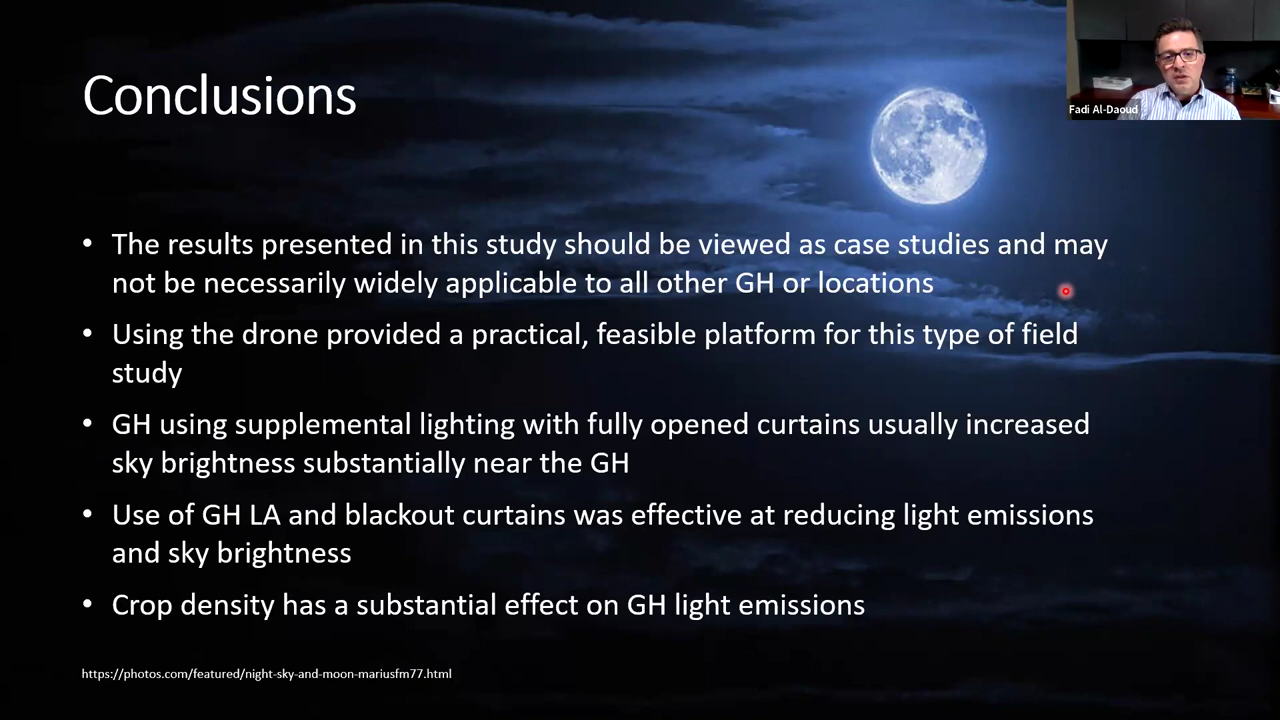 Conclusions
Fadi Al-Daoud
• The results presented in this study should be viewed as case studies and may
not be necessarily widely applicable to all other GH or locations
• Using the drone provided a practical, feasible platform for this type of field
study
• GH using supplemental lighting with fully opened curtains usually increased
sky brightness substantially near the GH
• Use of GH LA and blackout curtains was effective at reducing light emissions
and sky brightness
• Crop density has a substantial effect on GH light emissions
https://photos.com/featured/night-sky-and-moon-mariusfm77.html